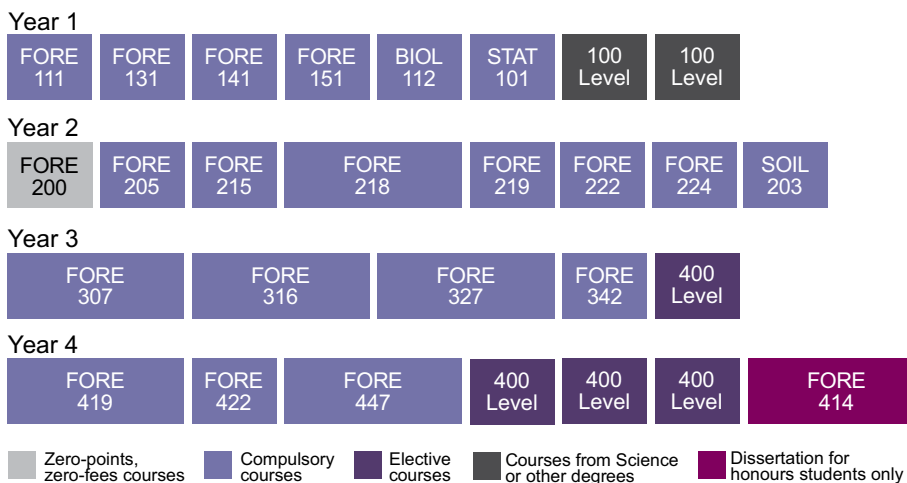 Year 1
FORE 111
FORE 131
FORE 141
FORE 151
BIOL 112
STAT 101
100 Level
100 Level
Year 2
FORE 200
FORE 205
FORE 215
FORE 218
FORE 219
FORE 222
FORE 224
SOIL 203
Year 3
FORE 307
FORE 316
FORE 327
FORE 342
400 Level
Year 4
FORE 419
FORE 422
FORE 447
400 Level
400 Level
400 Level
FORE 414
Zero-points,
zero-fees courses
Compulsory
courses
Elective
courses
Courses from Science
or other degrees
Dissertation for
honours students only